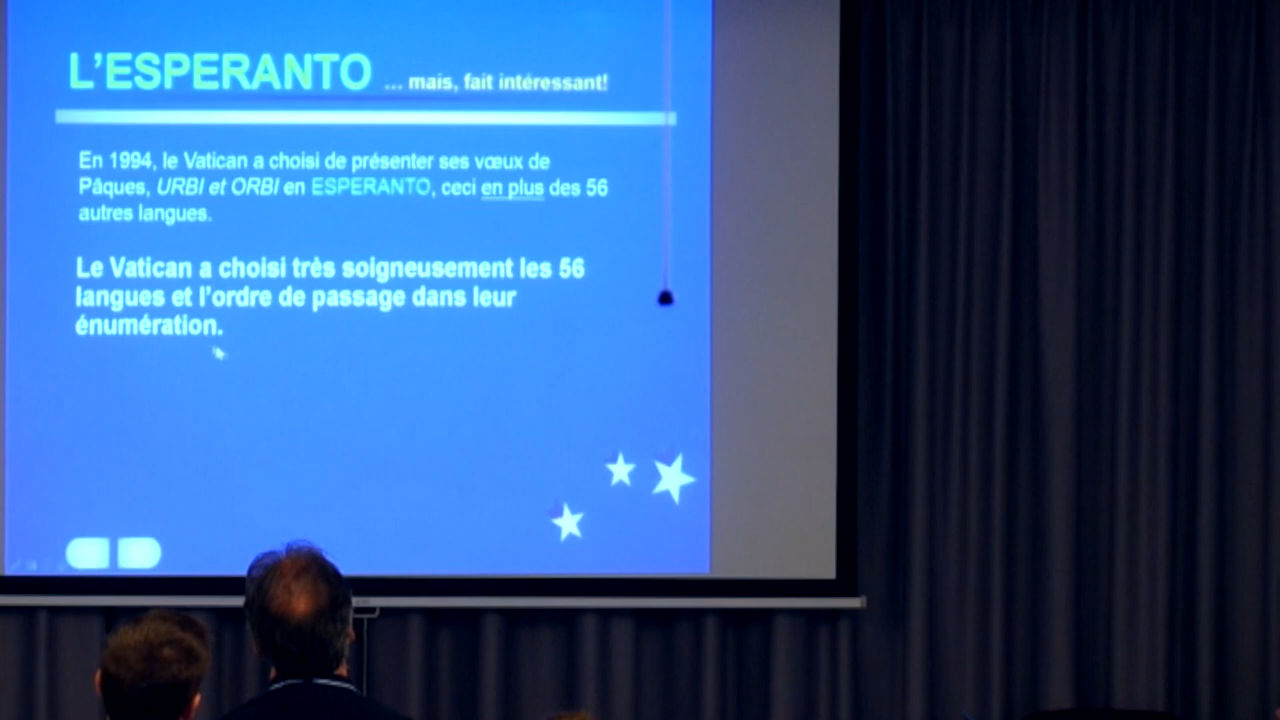 L'ESPERANTO ... mais, fait intéressant!
En 1994, le Vatican a choisi de présenter ses vœux de
Pâques, URBI et ORBI en ESPERANTO, ceci en plus des 56
autres langues.
Le Vatican a choisi très soigneusement les 56
langues et l'ordre de passage dans leur
énumération.